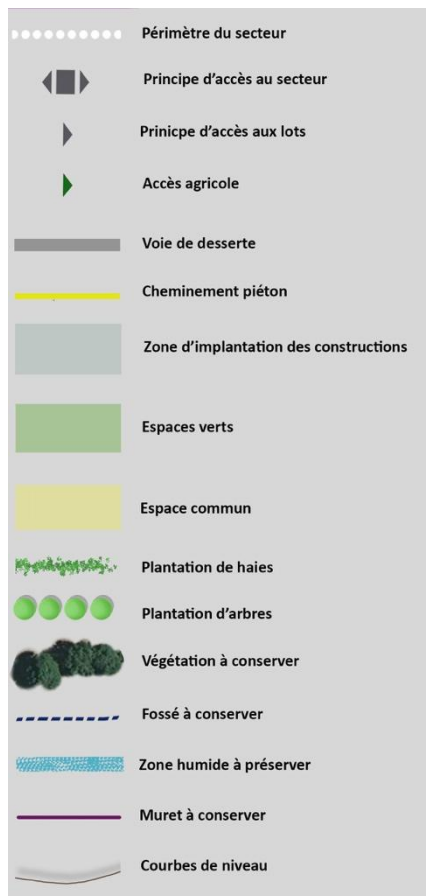 Périmètre du secteur
Principe d'accès au secteur
Prinicpe d'accès aux lots
Accès agricole
Voie de desserte
Cheminement piéton
Zone d'implantation des constructions
Espaces verts
Espace commun
Plantation de haies
Plantation d'arbres
Végétation à conserver
Fossé à conserver
Zone humide à préserver
Muret à conserver
Courbes de niveau